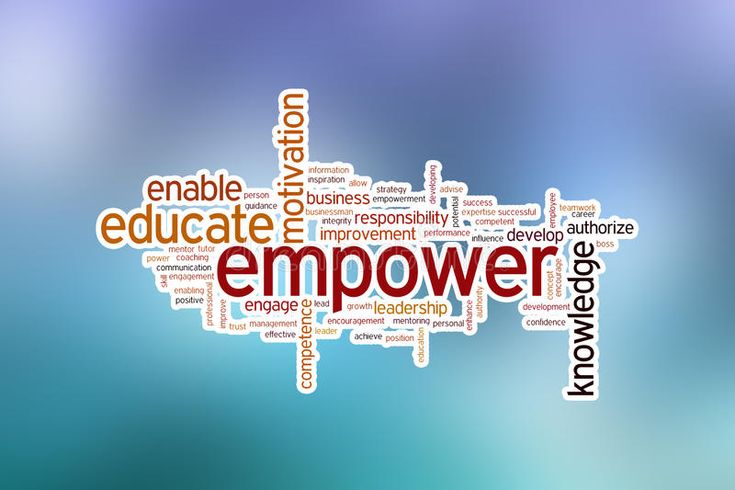 motivation
information
inspiration
allow
enable
person
guidance
business
strategy
empowerment
developing
advise
businessman
integrity
responsibility
potential
success
expertise
successful
competent
employee
teamwork
career
educate
improvement
performance
influence
develop
authorize
boss
mentor
tutor
power
coaching
communication
skill
engagement
empower
concept
encourage
knowledge
enabling
positive
professional
improve
engage
lead
growth
leadership
enhance
authority
development
trust
management
competence
encouragement
mentoring
personal
confidence
effective
leader
achieve
position
education